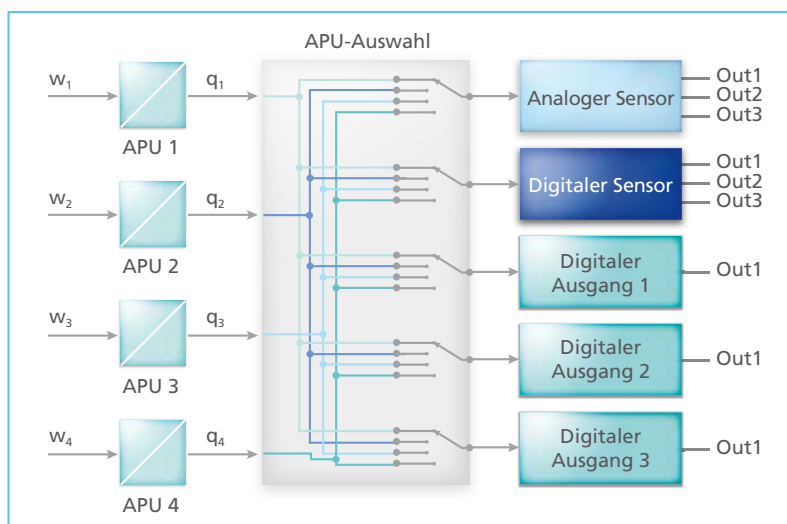 APU-Auswahl
w1
q1
APU 1
w2
q2
APU 2
w3
q3
APU 3
w4
q4
APU 4
Analoger Sensor
Out1
Out2
Out3
Digitaler Sensor
Out1
Out2
Out3
Digitaler
Ausgang 1
Out1
Digitaler
Ausgang 2
Out1
Digitaler
Ausgang 3
Out1